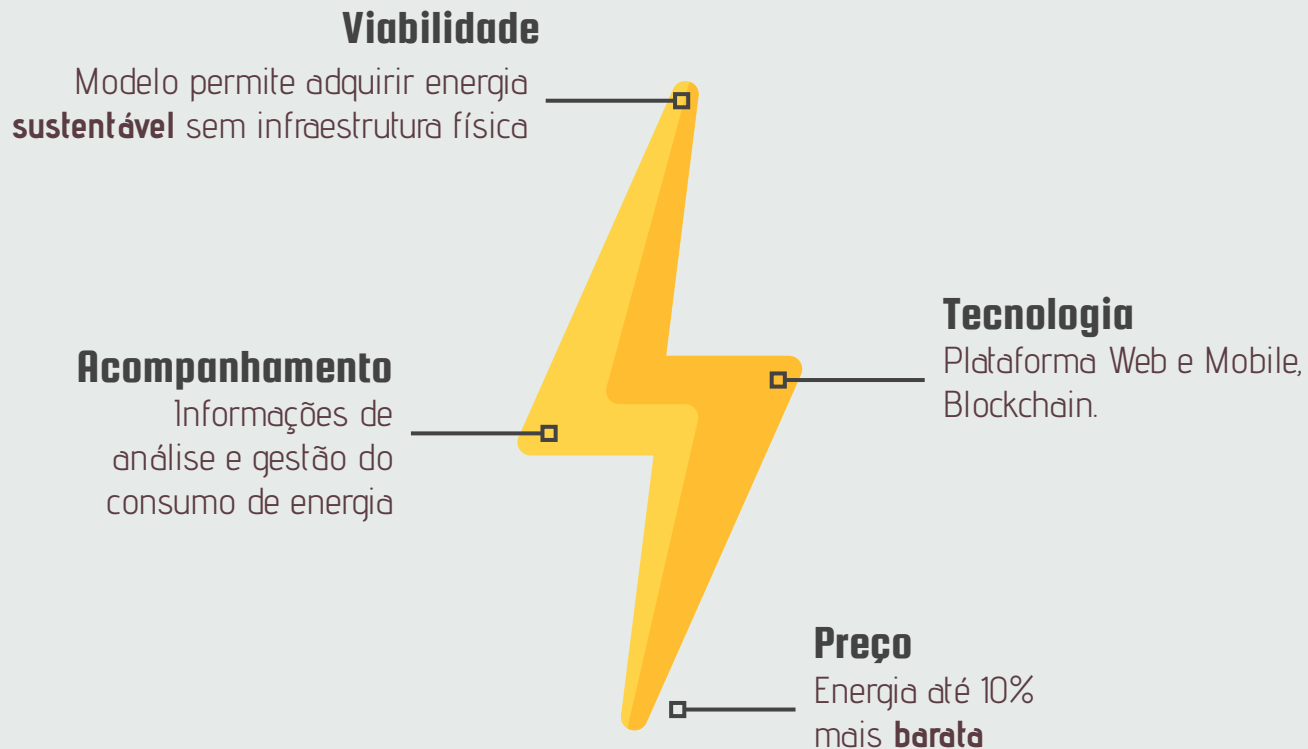 Viabilidade
Modelo permite adquirir energia
sustentável sem infraestrutura física
Acompanhamento
Informações de
análise e gestão do
consumo de energia
Tecnologia
Plataforma Web e Mobile,
Blockchain.
Preço
Energia até 10%
mais barata